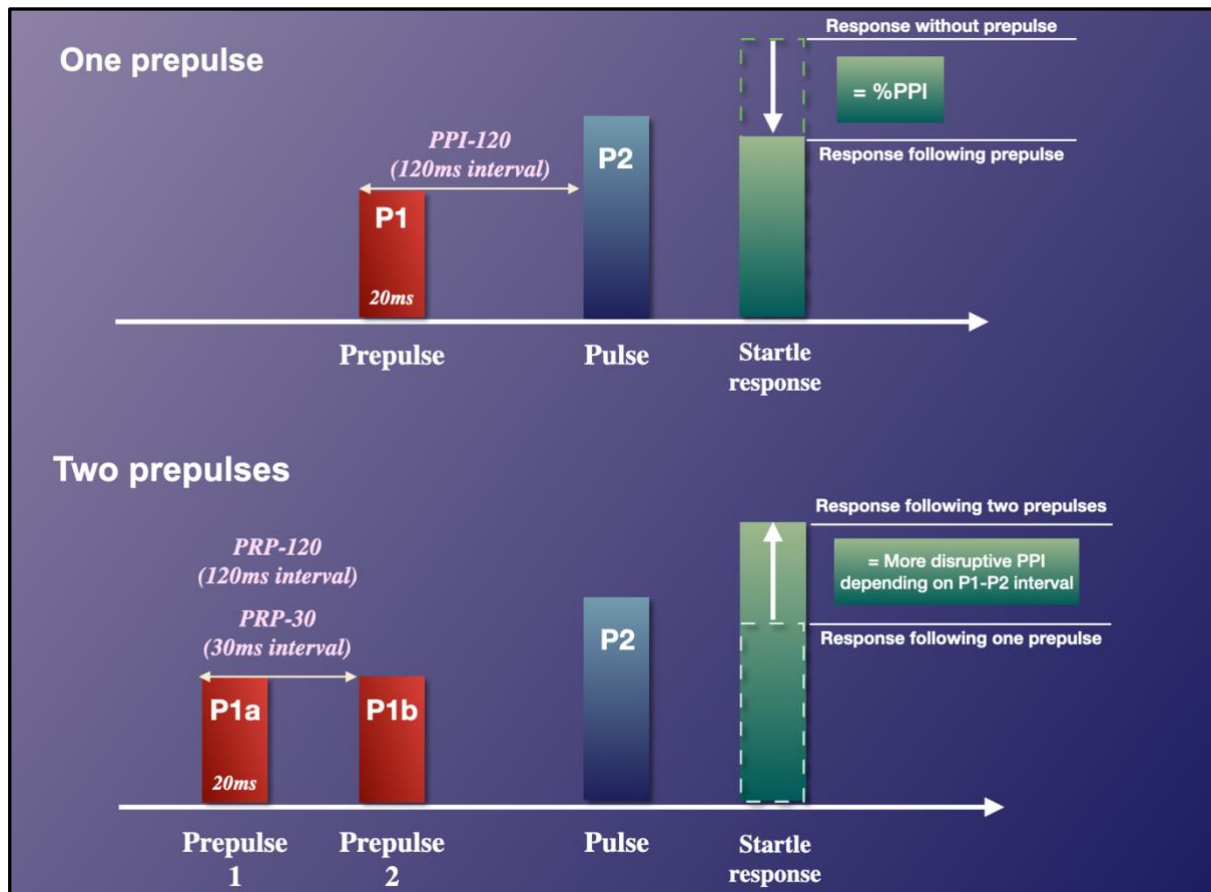 One prepulse
Response without prepulse
= %PPI
Response following prepulse
PPI-120
(120ms interval)
P1
20ms
P2
Prepulse
Pulse
Startle
response
Two prepulses
Response following two prepulses
= More disruptive PPI
depending on P1-P2 interval
Response following one prepulse
PRP-120
(120ms interval)
PRP-30
(30ms interval)
P1a
20ms
P1b
P2
Prepulse
1
Prepulse
2
Pulse
Startle
response